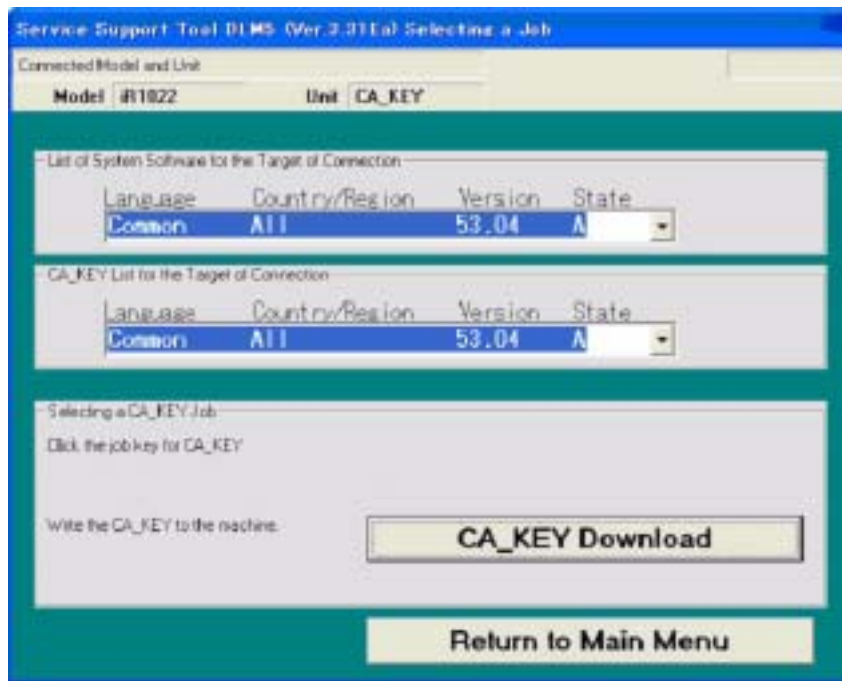 Service Support Tool DLMS (Ver.3.31Ea) Selecting a Job
Connected Model and Unit
Model iR1022 Unit CA_KEY
List of System Software for the Target of Connection
Language Country/Region Version State
Common All 53.04 A
CA_KEY List for the Target of Connection
Language Country/Region Version State
Common All 53.04 A
Selecting a CA_KEY Job
Click the job key for CA_KEY
Write the CA_KEY to the machine.
CA_KEY Download
Return to Main Menu